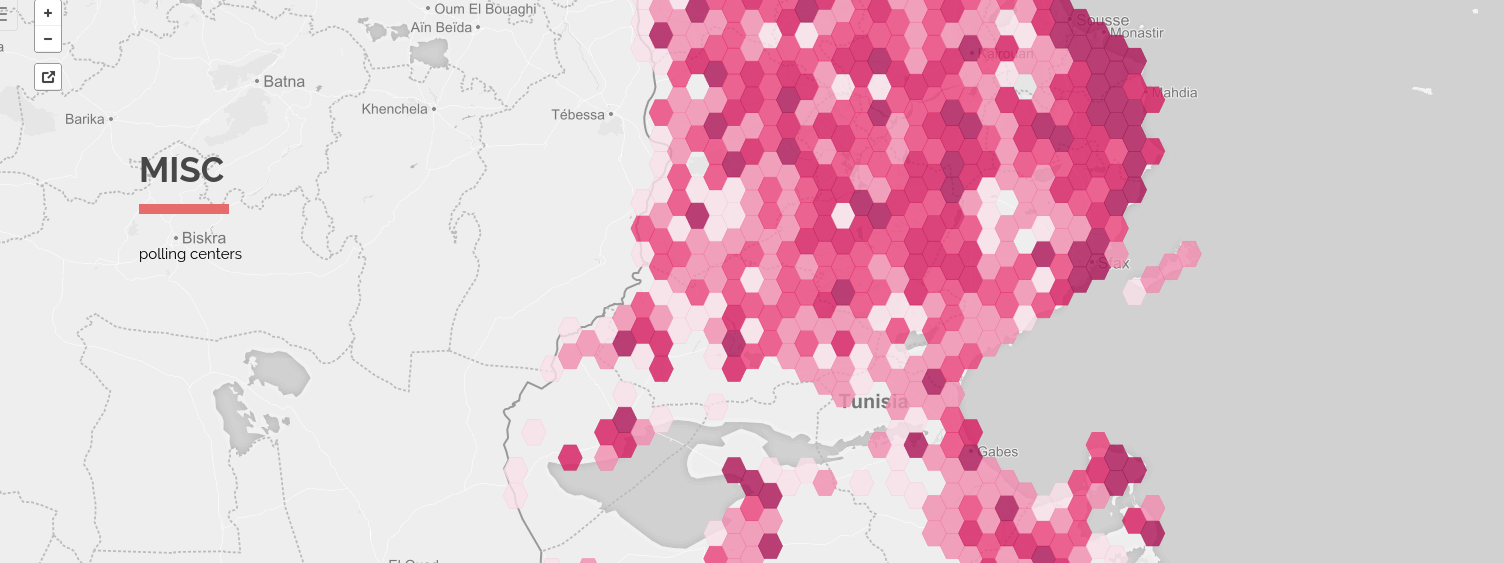 +
Oum El Bouaghi
Sousse
Aïn Beïda
Monastir
−
a
Kairouan
Batna
Mahdia
Khenchela
Tébessa
Barika
MISC
Biskra
polling centers
Sfax
Tunisia
Gabes
El Oued